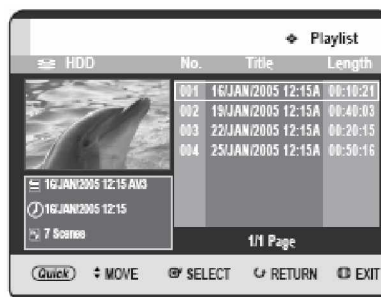 Playlist
HDD No. Title Length
001 16/JAN/2005 12:15A 00:10:21
002 19/JAN/2005 12:15A 00:40:03
003 22/JAN/2005 12:15A 00:20:15
004 25/JAN/2005 12:15A 00:50:16
16/JAN/2005 12:15 AV3
16/JAN/2005 12:15
7 Scenes
1/1 Page
Quick MOVE SELECT RETURN EXIT